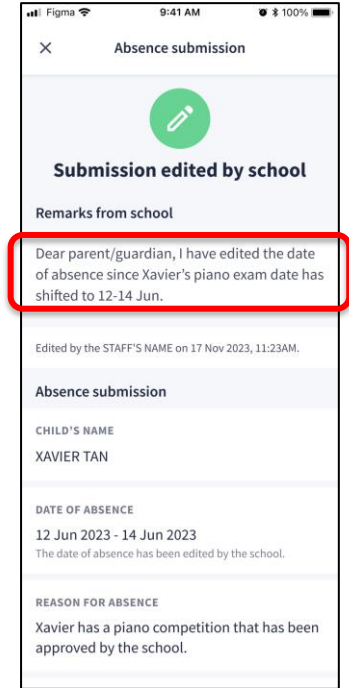 Figma 9:41 AM 100%
Absence submission
Submission edited by school
Remarks from school
Dear parent/guardian, I have edited the date
of absence since Xavier's piano exam date has
shifted to 12-14 Jun.
Edited by the STAFF'S NAME on 17 Nov 2023, 11:23AM.
Absence submission
CHILD'S NAME
XAVIER TAN
DATE OF ABSENCE
12 Jun 2023 - 14 Jun 2023
The date of absence has been edited by the school.
REASON FOR ABSENCE
Xavier has a piano competition that has been
approved by the school.